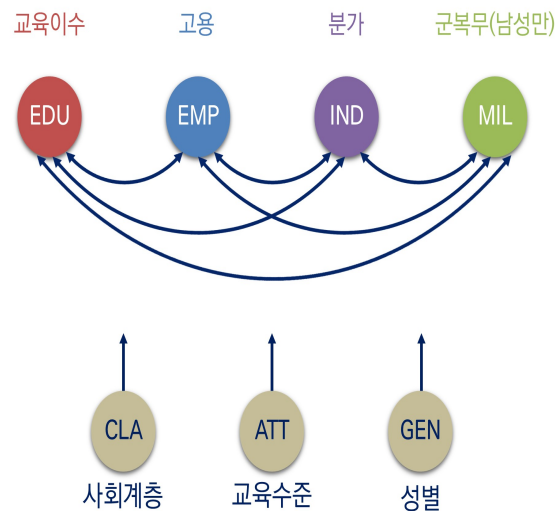 교육이수 고용 분가 군복무(남성만)
EDU EMP IND MIL
CLA ATT GEN
사회계층 교육수준 성별